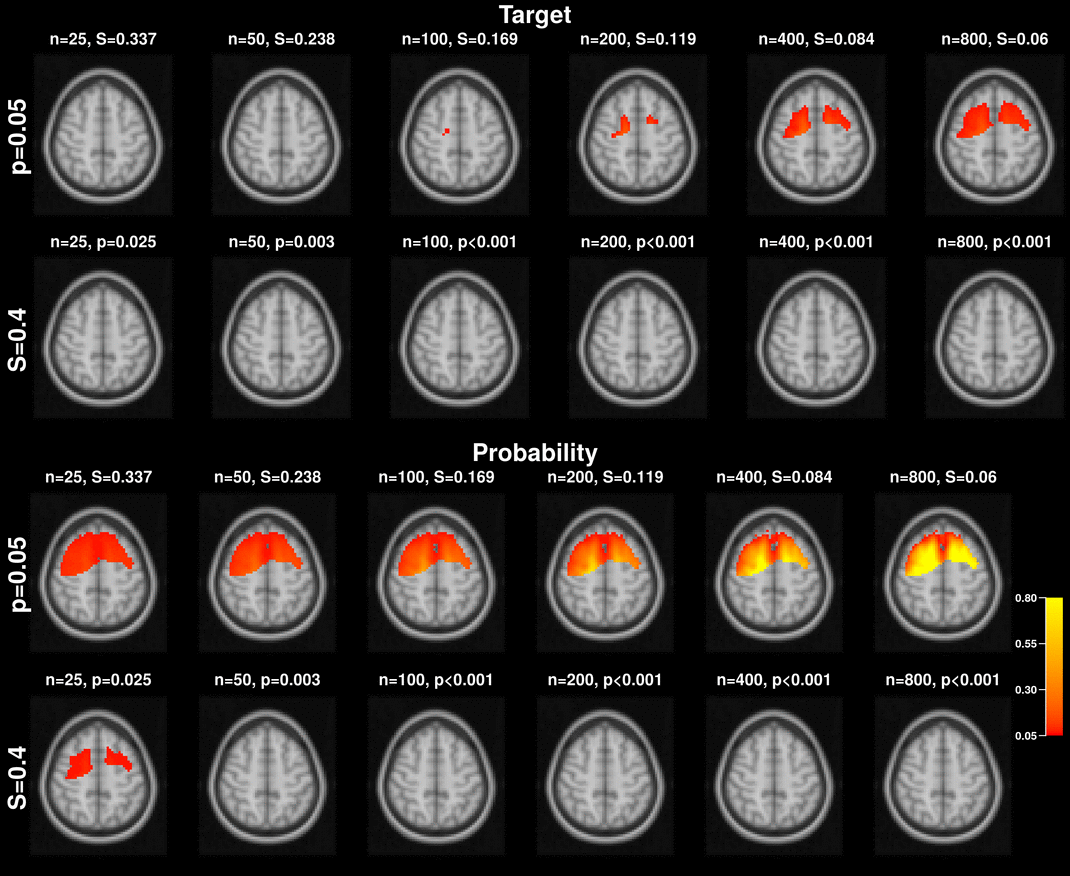 Target
n=25, S=0.337 n=50, S=0.238 n=100, S=0.169 n=200, S=0.119 n=400, S=0.084 n=800, S=0.06
p=0.05
n=25, p=0.025 n=50, p=0.003 n=100, p<0.001 n=200, p<0.001 n=400, p<0.001 n=800, p<0.001
S=0.4
Probability
n=25, S=0.337 n=50, S=0.238 n=100, S=0.169 n=200, S=0.119 n=400, S=0.084 n=800, S=0.06
p=0.05
0.80
0.55
0.30
0.05
n=25, p=0.025 n=50, p=0.003 n=100, p<0.001 n=200, p<0.001 n=400, p<0.001 n=800, p<0.001
S=0.4